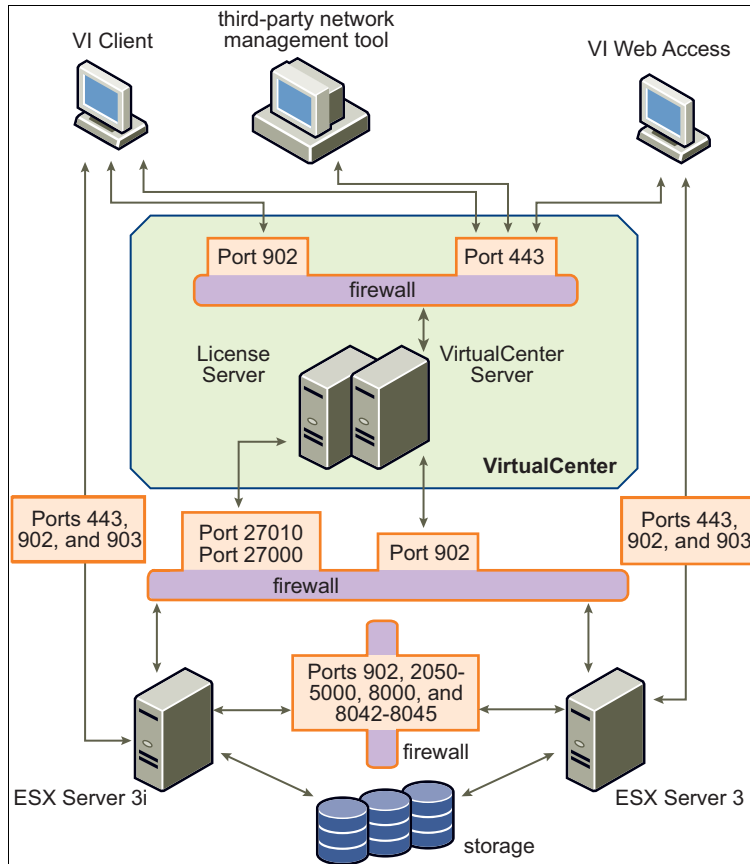 third-party network
management tool
VI Client
VI Web Access
Port 902
Port 443
firewall
License
Server
VirtualCenter
Server
VirtualCenter
Ports 443,
902, and 903
Port 27010
Port 27000
Port 902
Ports 443,
902, and 903
firewall
Ports 902, 2050-
5000, 8000, and
8042-8045
firewall
ESX Server 3i
ESX Server 3
storage